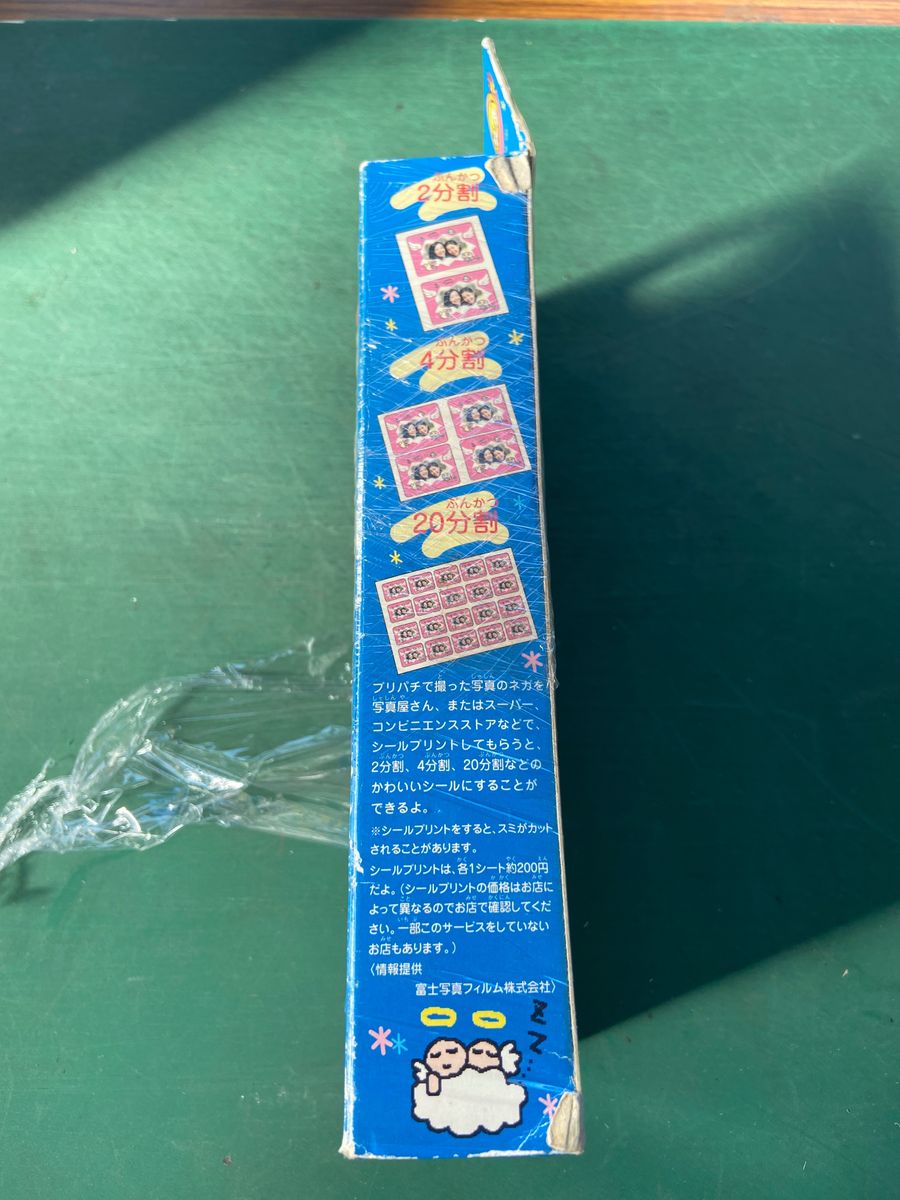 ぶんかつ
2分割
ぶんかつ
4分割
ぶんかつ
20分割
プリパチで撮った写真のネガを
写真屋さん、またはスーパー、
コンビニエンスストアなどで、
シールプリントしてもらうと、
2分割、4分割、20分割などの
かわいいシールにすることが
できるよ。
※シールプリントをすると、スミがカット
されることがあります。
シールプリントは、各1シート約200円
だよ。(シールプリントの価格はお店に
よって異なるのでお店で確認してくだ
さい。一部このサービスをしていない
お店もあります。)
〈情報提供
富士写真フィルム株式会社〉
ZZ...